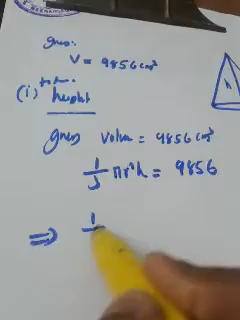 given:
V = 9856 cm³
(i) height
given volume = 9856 cm³
1/3 πr²h = 9856
⇒ 1